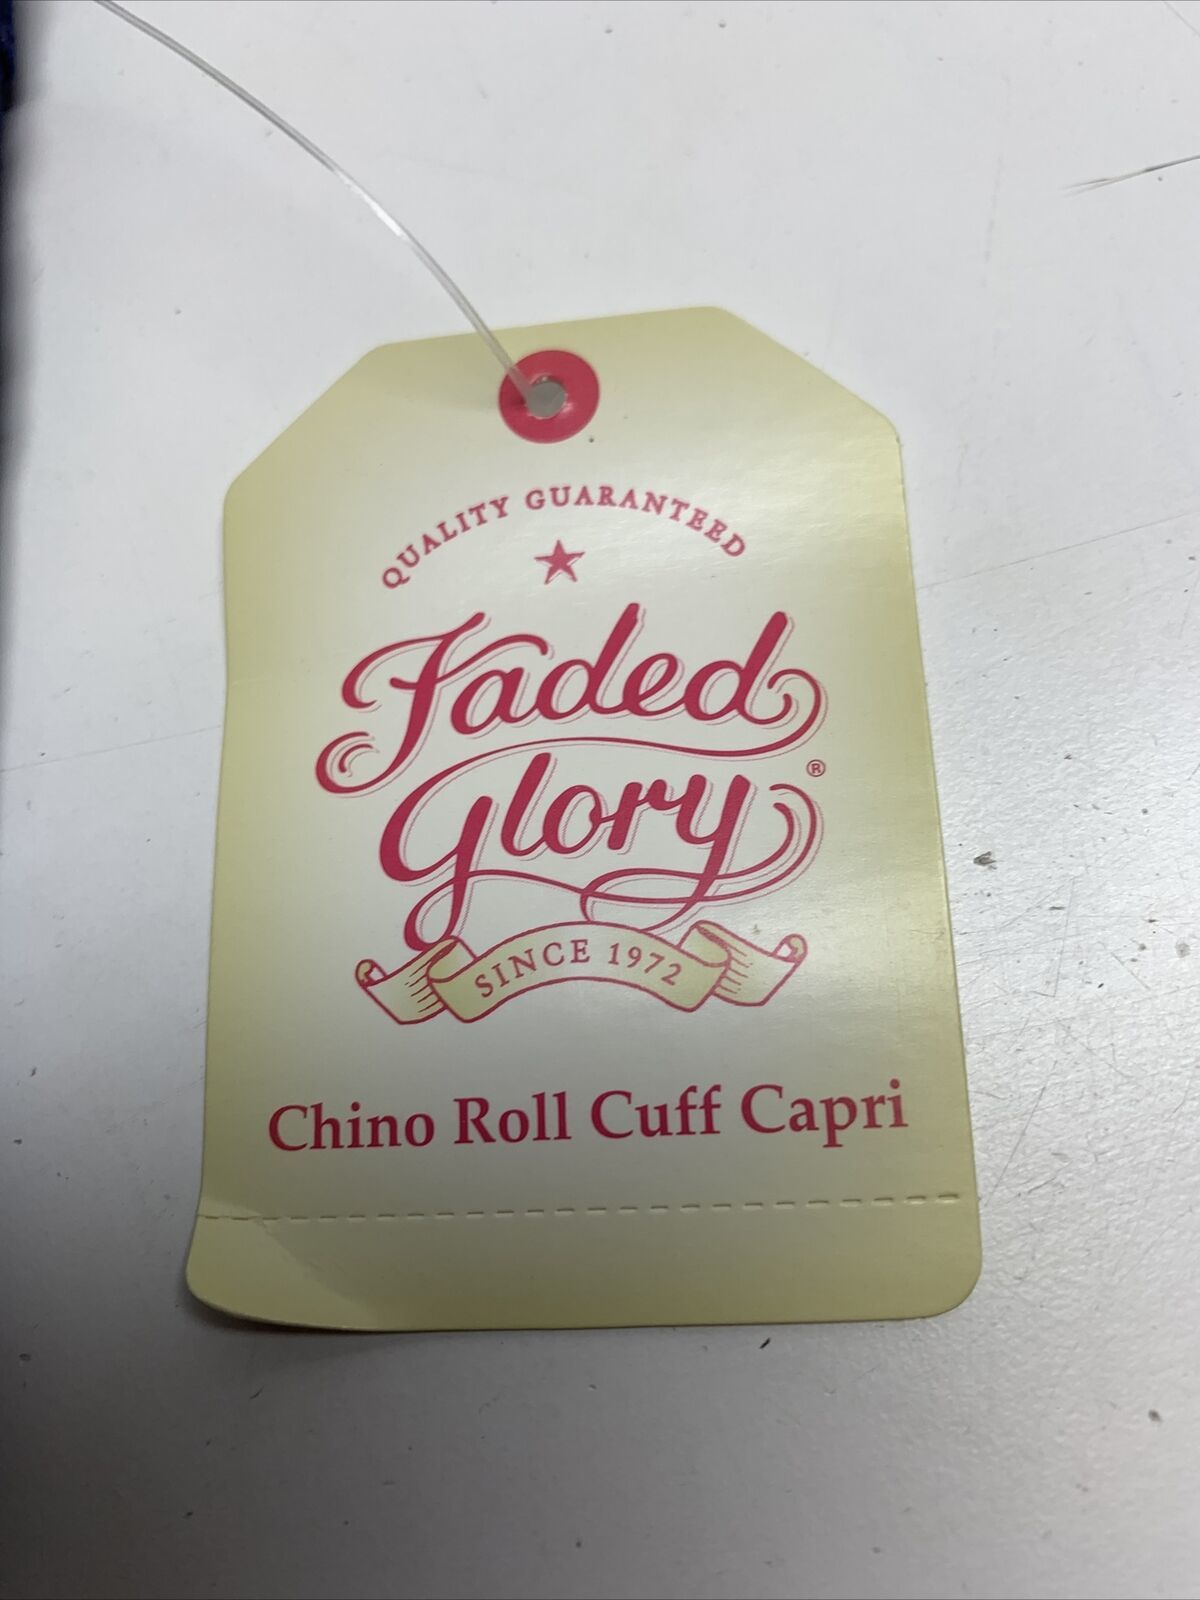 QUALITY GUARANTEED
Faded
Glory®
SINCE 1972
Chino Roll Cuff Capri